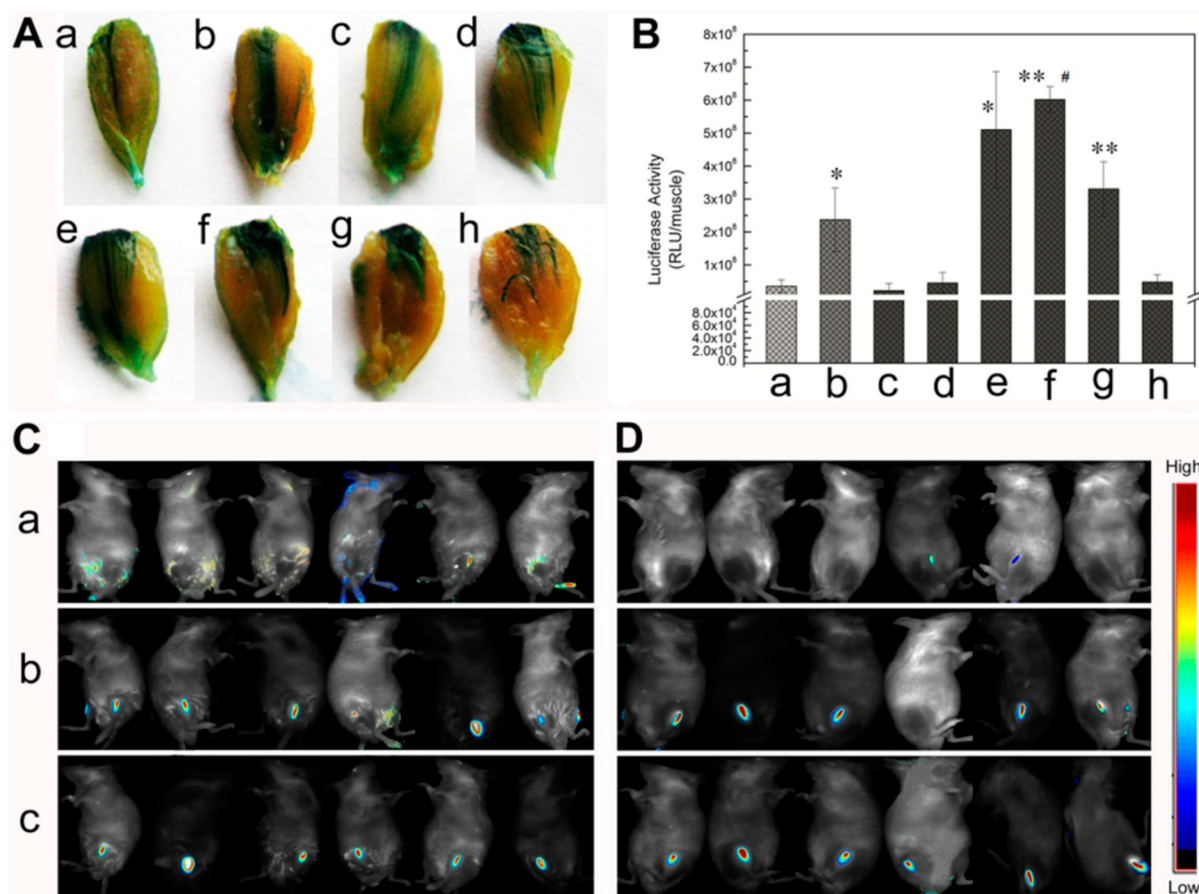 A
a
b
c
d
e
f
g
h
B
8x10⁸
7x10⁸
6x10⁸
5x10⁸
4x10⁸
3x10⁸
2x10⁸
1x10⁸
8.0x10⁴
6.0x10⁴
4.0x10⁴
2.0x10⁴
0.0
Luciferase Activity
(RLU/muscle)
*
*
** #
**
a b c d e f g h
C
a
b
c
D
High
Low